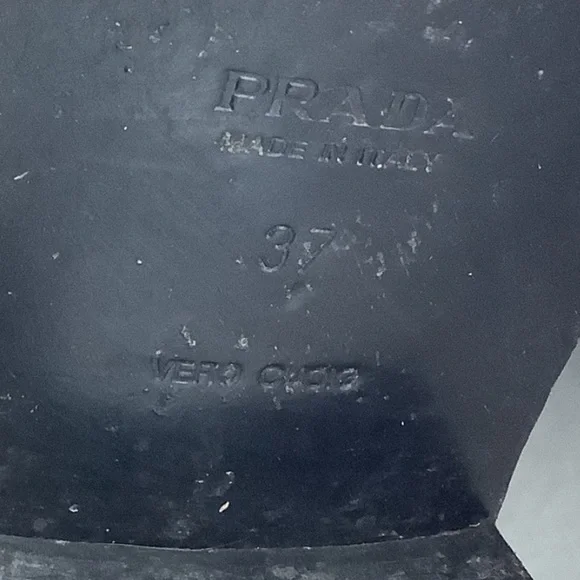 PRADA
MADE IN ITALY
37
VERO CUOIO